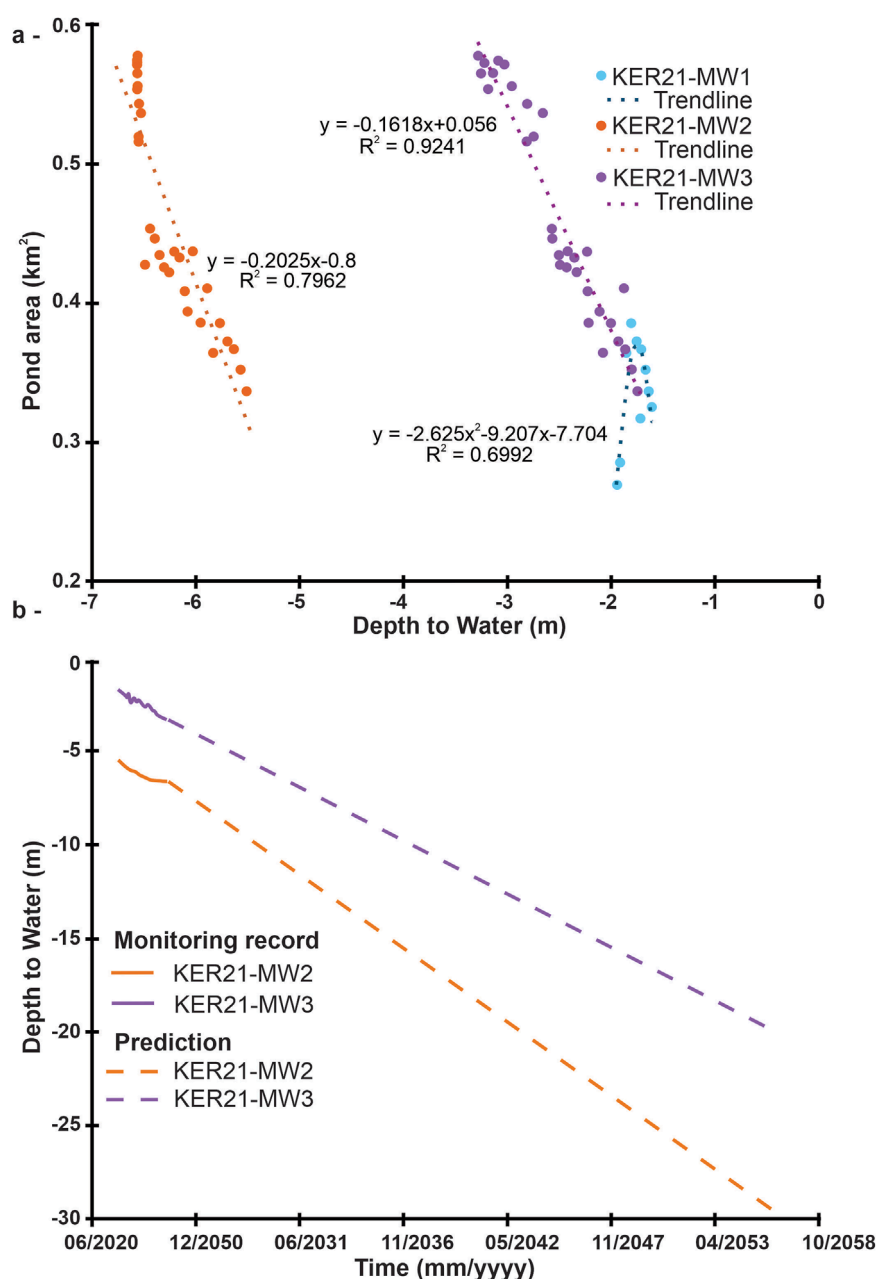 a -
0.6
0.5
0.4
0.3
0.2
Pond area (km²)
KER21-MW1
Trendline
KER21-MW2
Trendline
KER21-MW3
Trendline
y = -0.1618x+0.056
R² = 0.9241
y = -0.2025x-0.8
R² = 0.7962
y = -2.625x²-9.207x-7.704
R² = 0.6992
-7 -6 -5 -4 -3 -2 -1 0
Depth to Water (m)
b -
0
-5
-10
-15
-20
-25
-30
Depth to Water (m)
Monitoring record
KER21-MW2
KER21-MW3
Prediction
KER21-MW2
KER21-MW3
06/2020 12/2050 06/2031 11/2036 05/2042 11/2047 04/2053 10/2058
Time (mm/yyyy)